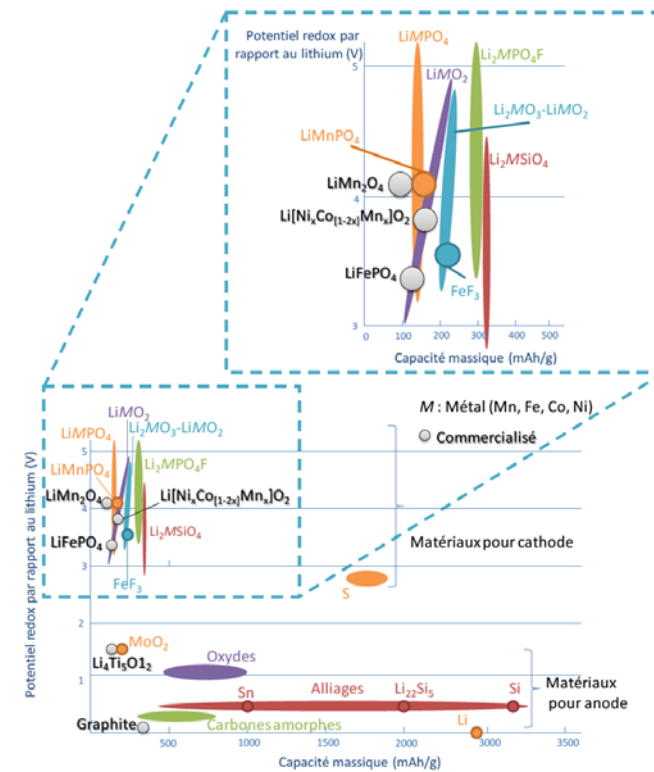 Potentiel redox par
rapport au lithium (V)
LiMPO4
Li2MPO4F
LiMO2
5
Li2MO3-LiMO2
LiMnPO4
Li2MSiO4
LiMn2O4
4
Li[NixCo[1-2x]Mnx]O2
LiFePO4
FeF3
3
0 100 200 300 400 500
Capacité massique (mAh/g)
M : Métal (Mn, Fe, Co, Ni)
Commercialisé
LiMO2
LiMPO4
Li2MO3-LiMO2
5
LiMnPO4
Li2MPO4F
LiMn2O4
Li[NixCo[1-2x]Mnx]O2
4
LiFePO4
Li2MSiO4
Matériaux pour cathode
3
FeF3
S
2
MoO2
Li4Ti5O12
Oxydes
1
Sn
Alliages
Li22Si5
Si
Matériaux
pour anode
Graphite
Carbones amorphes
Li
500 1000 2000 3000 3500
Capacité massique (mAh/g)
Potentiel redox par rapport au lithium (V)